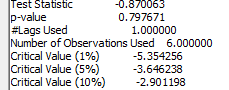 Test Statistic -0.870063
p-value 0.797671
#Lags Used 1.000000
Number of Observations Used 6.000000
Critical Value (1%) -5.354256
Critical Value (5%) -3.646238
Critical Value (10%) -2.901198